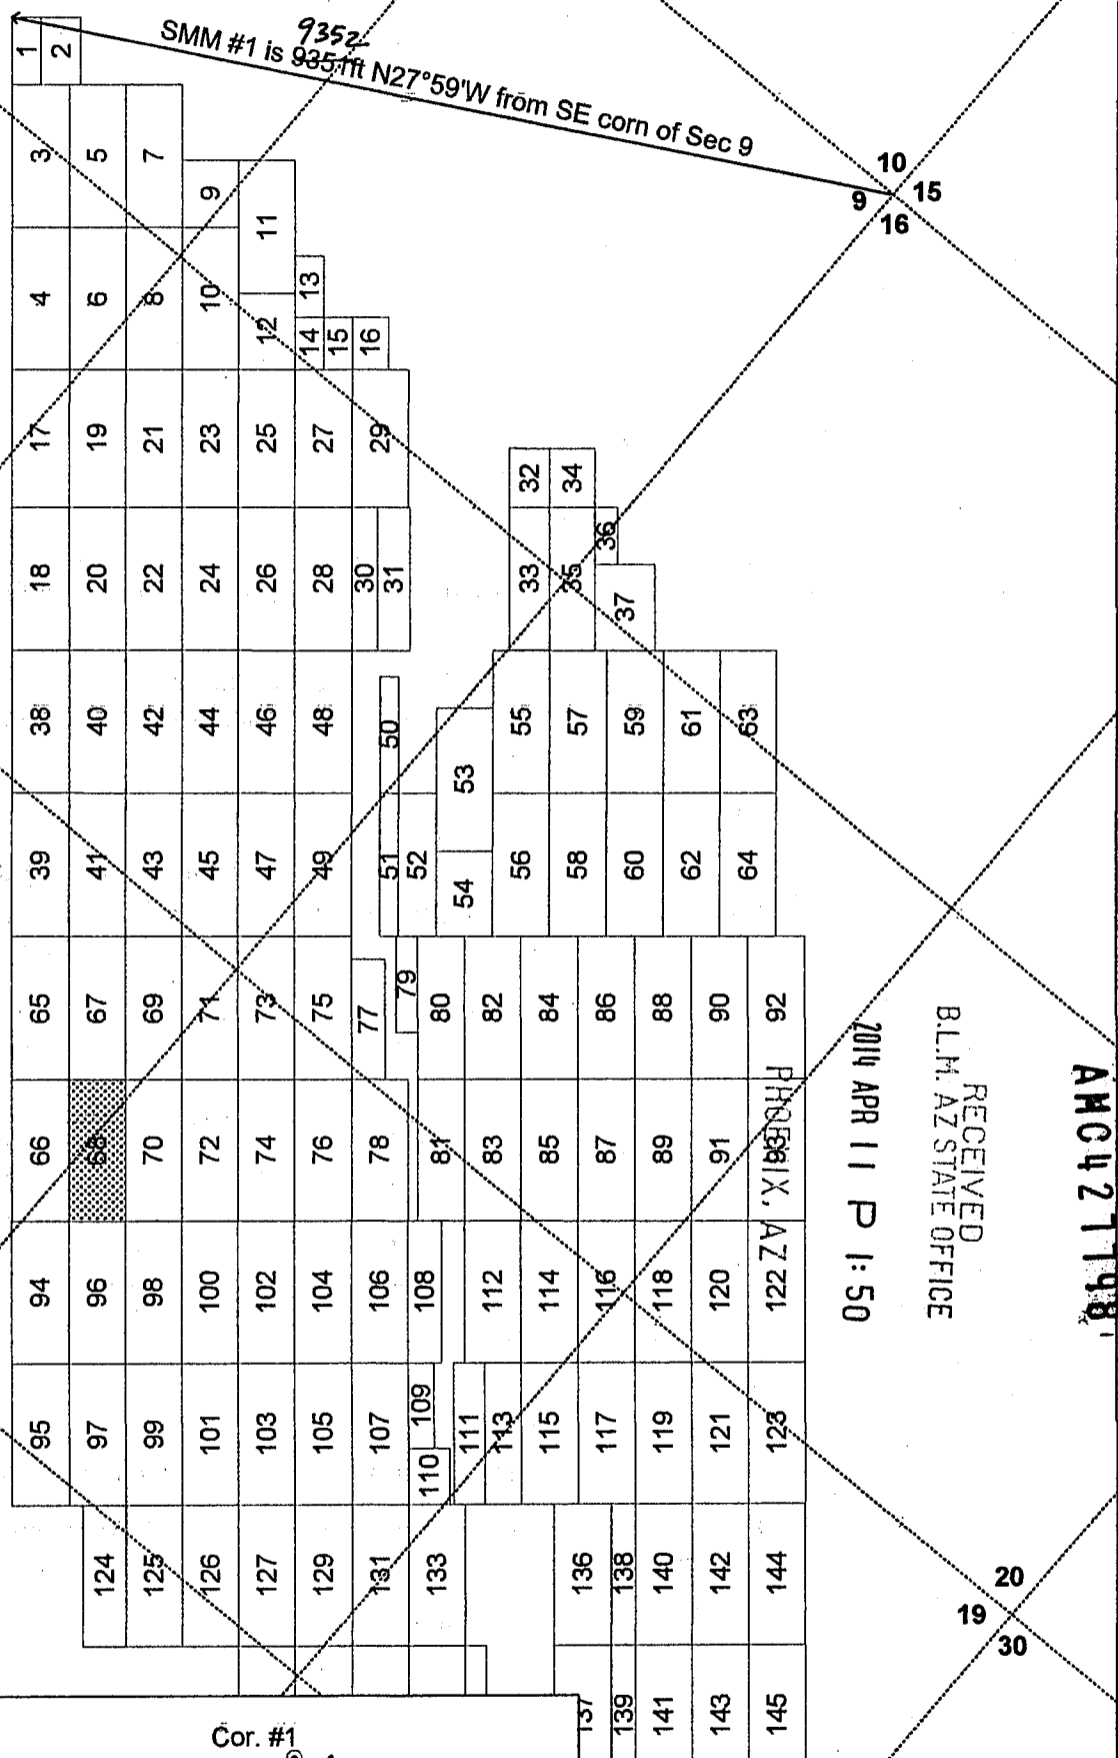 9352
SMM #1 is 9351ft N27°59'W from SE corn of Sec 9
10
9 15
16
1 2
3 5 7 9 11
4 6 8 10 12 13 14 15 16
17 19 21 23 25 27 29
32 34
18 20 22 24 26 28 30 31
33 35 36 37
38 40 42 44 46 48 50 53 55 57 59 61 63
39 41 43 45 47 49 51 52 54 56 58 60 62 64
65 67 69 71 73 75 77 79 80 82 84 86 88 90 92
66 68 70 72 74 76 78 81 83 85 87 89 91 93
94 96 98 100 102 104 106 108 112 114 116 118 120 122
95 97 99 101 103 105 107 109 110 111 113 115 117 119 121 123
124 125 126 127 129 131 133 136 138 140 142 144
137 139 141 143 145
20
19
30
AMC427198
RECEIVED
B.L.M. AZ STATE OFFICE
2014 APR 11 P 1:50
PHOENIX, AZ
Cor. #1